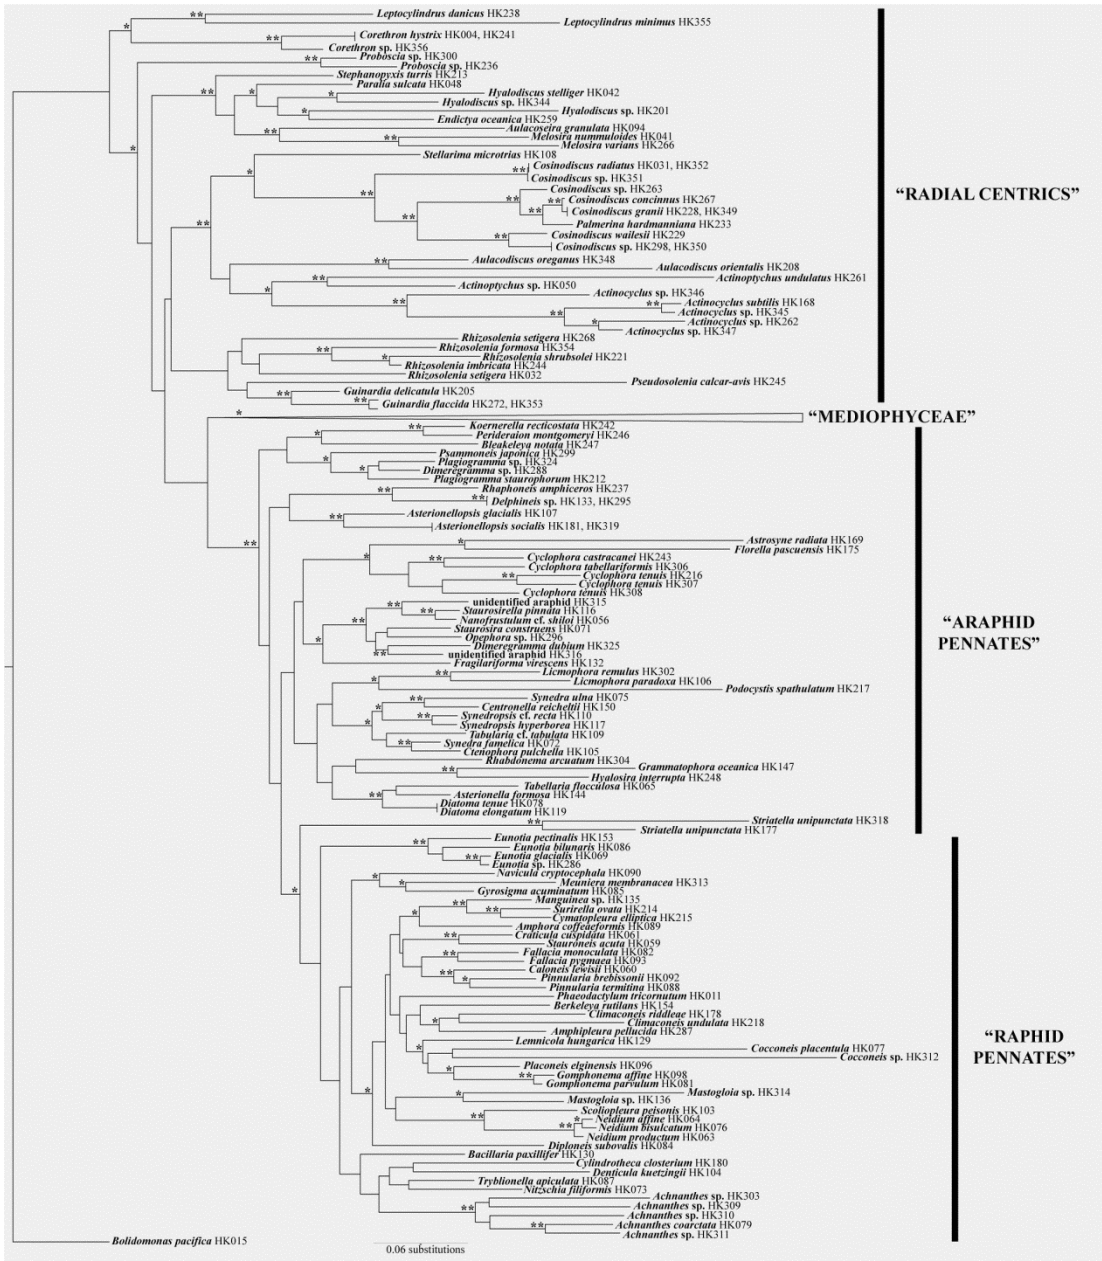 Leptocylindrus danicus HK238
Leptocylindrus minimus HK355
Corethron hystrix HK004, HK241
Corethron sp. HK356
Proboscia sp. HK300
Proboscia sp. HK236
Stephanopyxis turris HK213
Paralia sulcata HK048
Hyalodiscus stelliger HK042
Hyalodiscus sp. HK344
Hyalodiscus sp. HK201
Endictya oceanica HK259
Aulacoseira granulata HK094
Melosira nummuloides HK041
Melosira varians HK266
Stellarima microtrias HK108
Cosinodiscus radiatus HK031, HK352
Cosinodiscus sp. HK351
Cosinodiscus sp. HK263
Cosinodiscus concinnus HK267
Cosinodiscus granii HK228, HK349
Palmerina hardmanniana HK233
Cosinodiscus wailesii HK229
Cosinodiscus sp. HK298, HK350
"RADIAL CENTRICS"
Aulacodiscus oreganus HK348
Aulacodiscus orientalis HK208
Actinoptychus undulatus HK261
Actinoptychus sp. HK050
Actinocyclus sp. HK346
Actinocyclus subtilis HK168
Actinocyclus sp. HK345
Actinocyclus sp. HK262
Actinocyclus sp. HK347
Rhizosolenia setigera HK268
Rhizosolenia formosa HK354
Rhizosolenia shrubsolei HK221
Rhizosolenia imbricata HK244
Rhizosolenia setigera HK032
Pseudosolenia calcar-avis HK245
Guinardia delicatula HK205
Guinardia flaccida HK272, HK353
"MEDIOPHYCEAE"
Koernerella recticostata HK242
Perideraion montgomeryi HK246
Bleakeleya notata HK247
Psammoneis japonica HK299
Plagiogramma sp. HK324
Dimeregramma sp. HK288
Plagiogramma staurophorum HK212
Rhaphoneis amphiceros HK237
Delphineis sp. HK133, HK295
Asterionellopsis glacialis HK107
Asterionellopsis socialis HK181, HK319
Astrosyne radiata HK169
Florella pascuensis HK175
Cyclophora castracanei HK243
Cyclophora tabellariformis HK306
Cyclophora tenuis HK216
Cyclophora tenuis HK307
Cyclophora tenuis HK308
unidentified araphid HK315
Staurosirella pinnata HK116
Nanofrustulum cf. shiloi HK056
Staurosira construens HK071
Opephora sp. HK296
Dimeregramma dubium HK325
unidentified araphid HK316
Fragilariforma virescens HK132
"ARAPHID
PENNATES"
Licmophora remulus HK302
Licmophora paradoxa HK106
Podocystis spathulatum HK217
Synedra ulna HK075
Centronella reicheltii HK150
Synedropsis cf. recta HK110
Synedropsis hyperborea HK117
Tabularia cf. tabulata HK109
Synedra famelica HK072
Ctenophora pulchella HK105
Rhabdonema arcuatum HK304
Grammatophora oceanica HK147
Hyalosira interrupta HK248
Tabellaria flocculosa HK065
Asterionella formosa HK144
Diatoma tenue HK078
Diatoma elongatum HK119
Striatella unipunctata HK318
Striatella unipunctata HK177
Eunotia pectinalis HK153
Eunotia bilunaris HK086
Eunotia glacialis HK069
Eunotia sp. HK286
Navicula cryptocephala HK090
Meuniera membranacea HK313
Gyrosigma acuminatum HK085
Manguinea sp. HK135
Surirella ovata HK214
Cymatopleura elliptica HK215
Amphora coffeaeformis HK089
Craticula cuspidata HK061
Stauroneis acuta HK059
Fallacia monoculata HK082
Fallacia pygmaea HK093
Caloneis lewisii HK060
Pinnularia brebissonii HK092
Pinnularia termitina HK088
Phaeodactylum tricornutum HK011
Berkeleya rutilans HK154
Climaconeis riddleae HK178
Climaconeis undulata HK218
Amphipleura pellucida HK287
Lemnicola hungarica HK129
Cocconeis placentula HK077
Cocconeis sp. HK312
"RAPHID
PENNATES"
Placoneis elginensis HK096
Gomphonema affine HK098
Gomphonema parvulum HK081
Mastogloia sp. HK314
Mastogloia sp. HK136
Scoliopleura peisonis HK103
Neidium affine HK064
Neidium bisulcatum HK076
Neidium productum HK063
Diploneis subovalis HK084
Bacillaria paxillifer HK130
Cylindrotheca closterium HK180
Denticula kuetzingii HK104
Tryblionella apiculata HK087
Nitzschia filiformis HK073
Achnanthes sp. HK303
Achnanthes sp. HK309
Achnanthes sp. HK310
Achnanthes coarctata HK079
Achnanthes sp. HK311
Bolidomonas pacifica HK015
0.06 substitutions